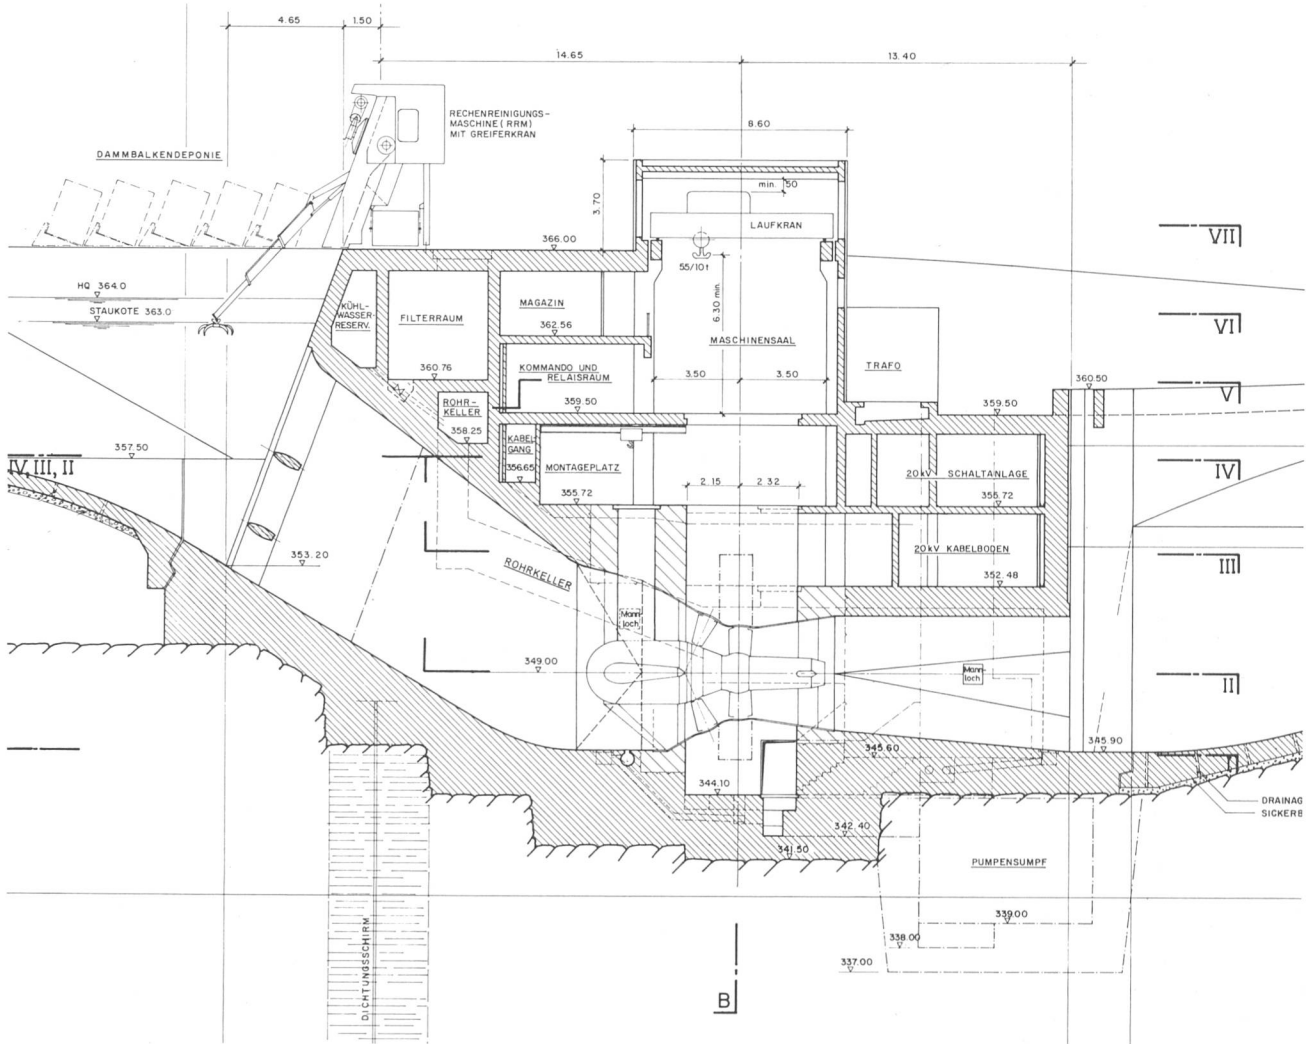 4.65
1.50
14.65
13.40
RECHENREINIGUNGS-
MASCHINE (RRM)
MIT GREIFERKRAN
8.60
DAMMBALKENDEPONIE
min. 50
3.70
LAUFKRAN
366.00
55/10 t
VII
HQ 364.0
STAUKOTE 363.0
KÜHL-
WASSER-
RESERV.
FILTERRAUM
MAGAZIN
362.56
6.30 min.
MASCHINENSAAL
VI
360.76
KOMMANDO UND
RELAISRAUM
3.50
3.50
TRAFO
360.50
V
ROHR-
KELLER
359.50
359.50
358.25
357.50
KABEL-
GANG
356.65
MONTAGEPLATZ
IV, III, II
20 kV SCHALTANLAGE
IV
2.15
2.32
355.72
355.72
353.20
ROHRKELLER
20 kV KABELBODEN
352.48
III
Mann-
loch
349.00
Mann-
loch
II
345.60
345.90
I
344.10
DRAINAG
SICKERB
342.40
341.50
PUMPENSUMPF
339.00
338.00
337.00
DICHTUNGSSCHIRM
B